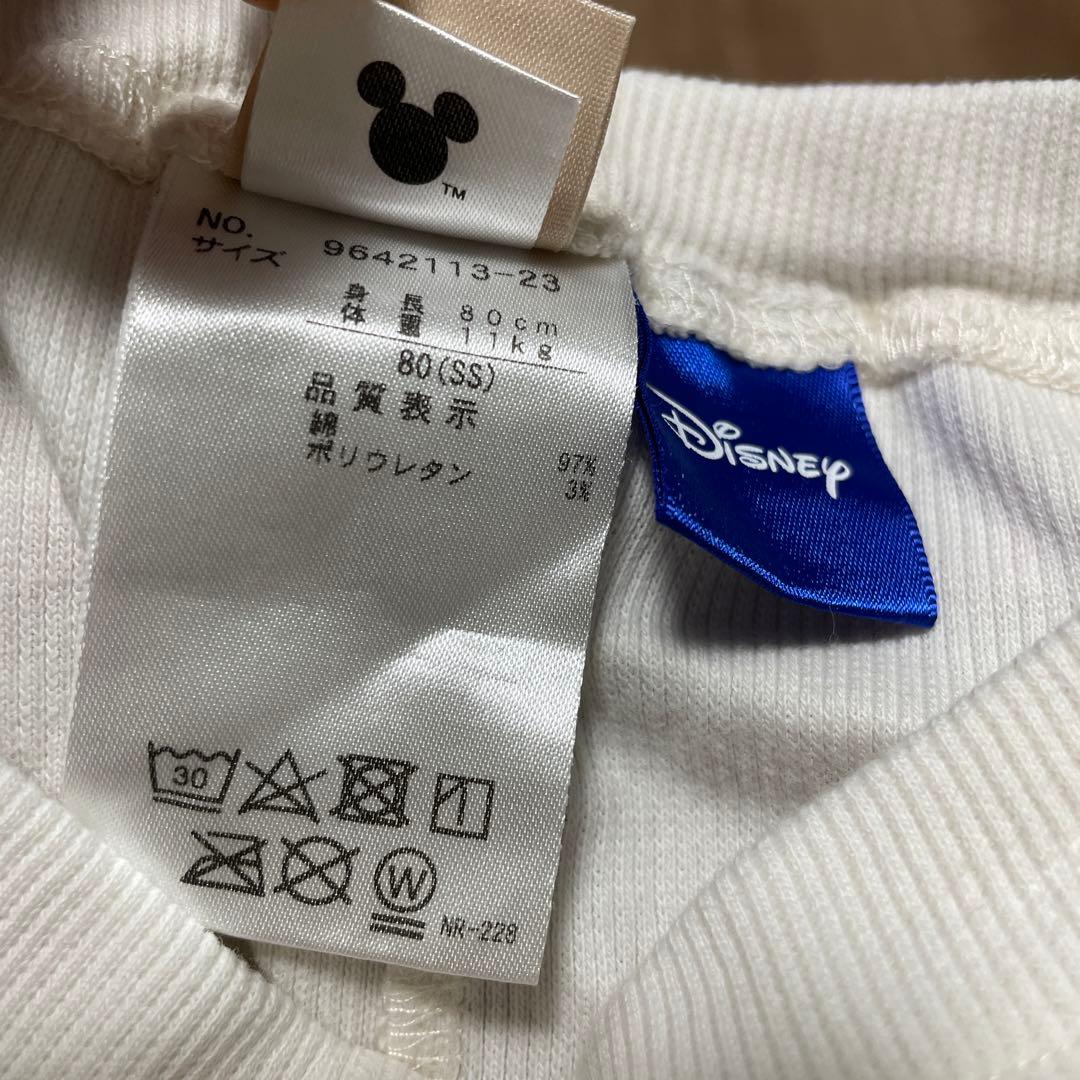 TM
NO. 9642113-23
サイズ
身長 80cm
体重 11kg
80(SS)
品質表示
綿 97%
ポリウレタン 3%
Disney
30
W
NR-228